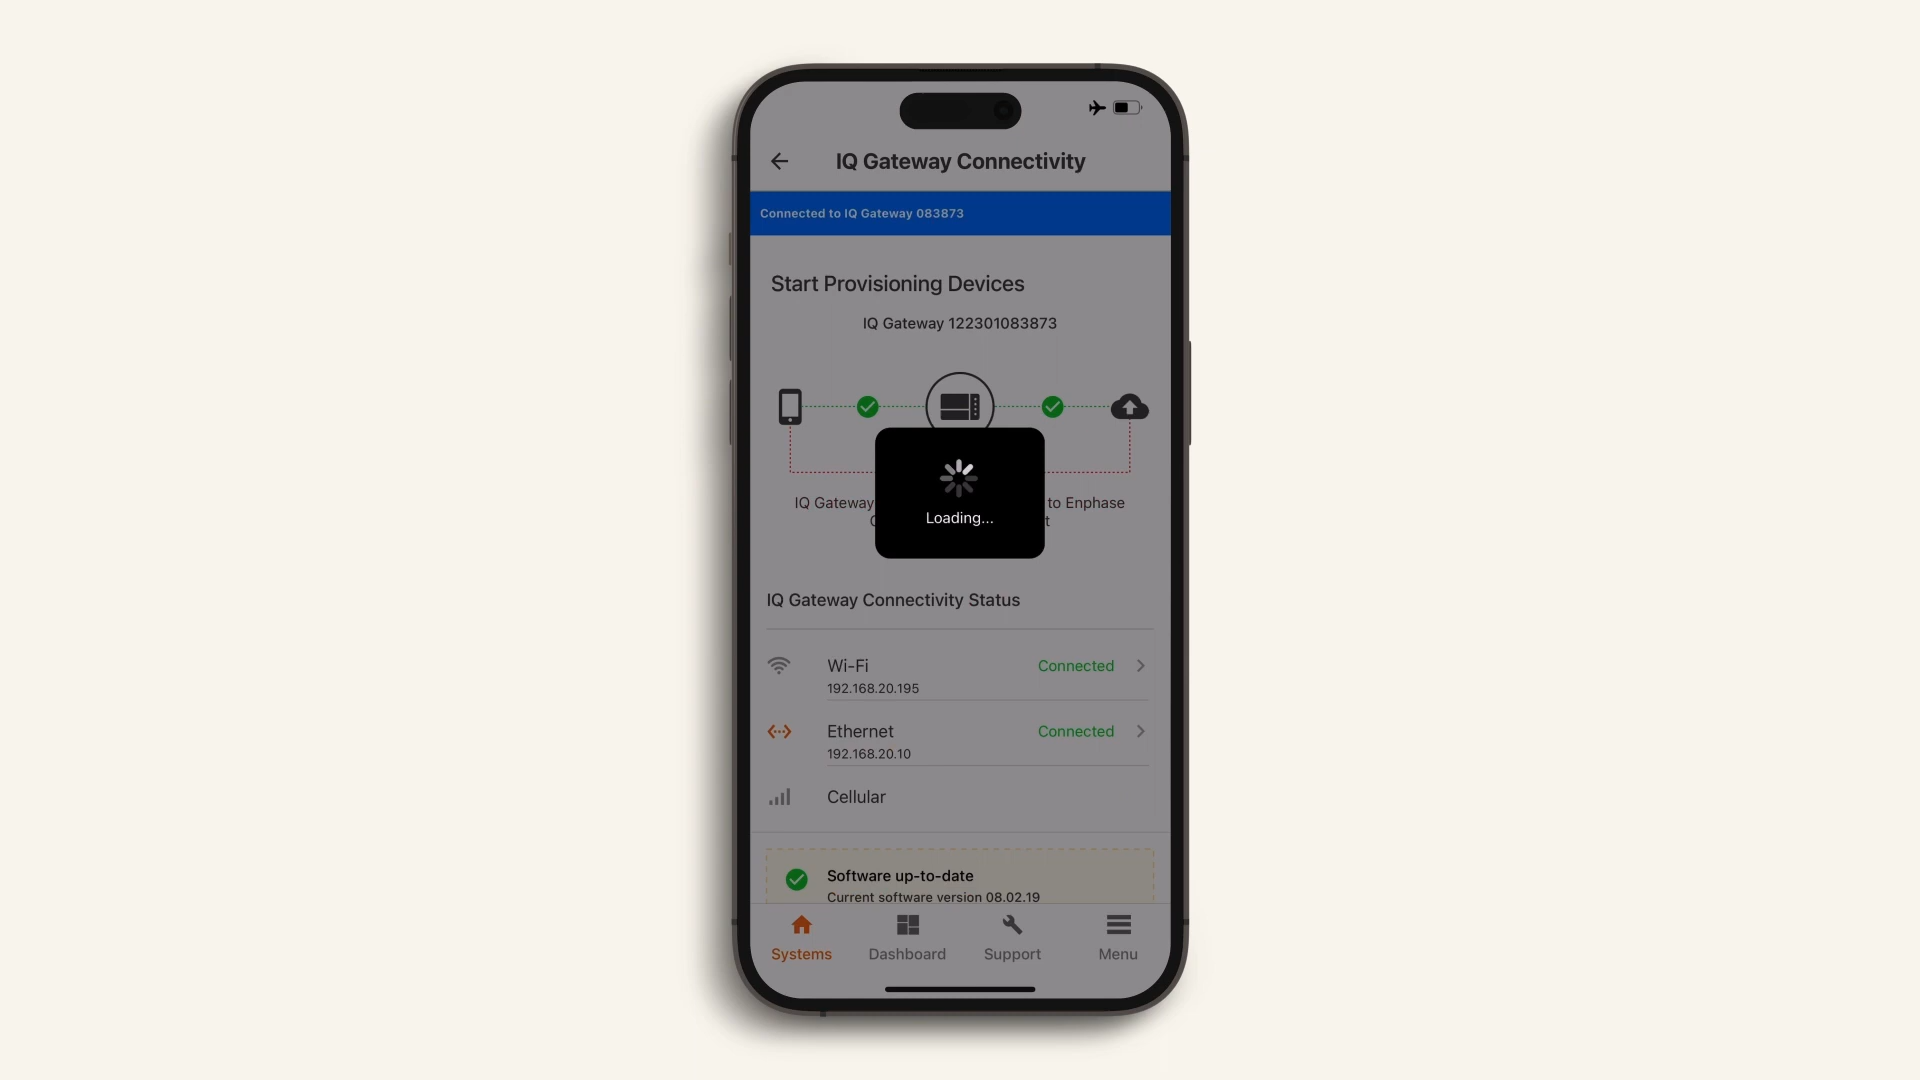 IQ Gateway Connectivity
Connected to IQ Gateway 083873
Start Provisioning Devices
IQ Gateway 122301083873
Loading...
IQ Gateway to Enphase
IQ Gateway Connectivity Status
Wi-Fi Connected
192.168.20.195
Ethernet Connected
192.168.20.10
Cellular
Software up-to-date
Current software version 08.02.19
Systems Dashboard Support Menu